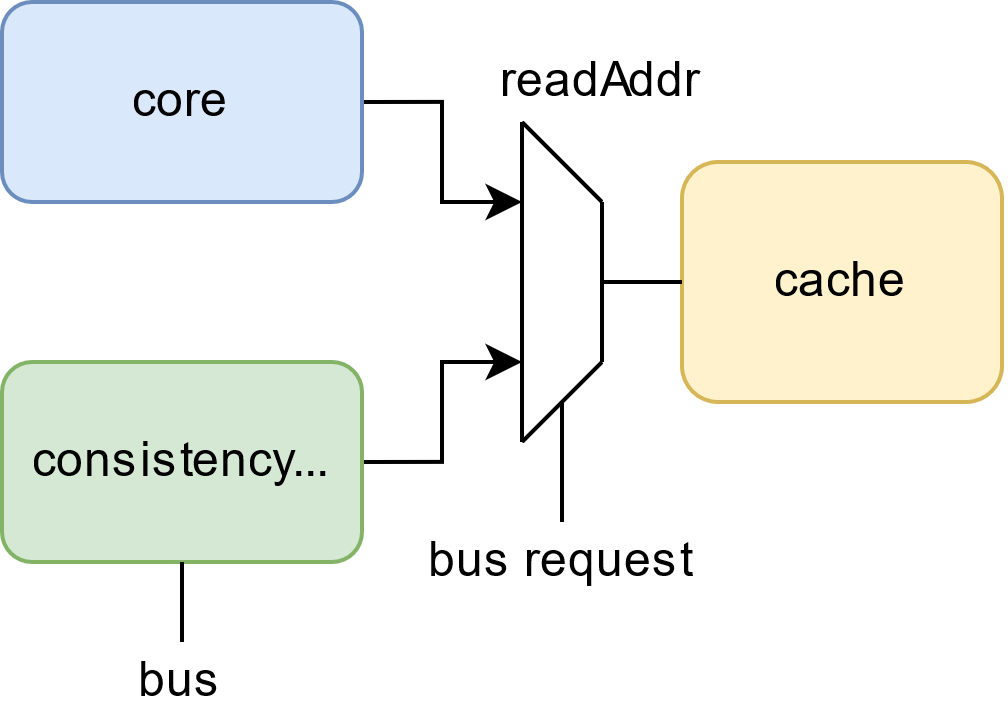 readAddr
core
cache
consistency...
bus request
bus